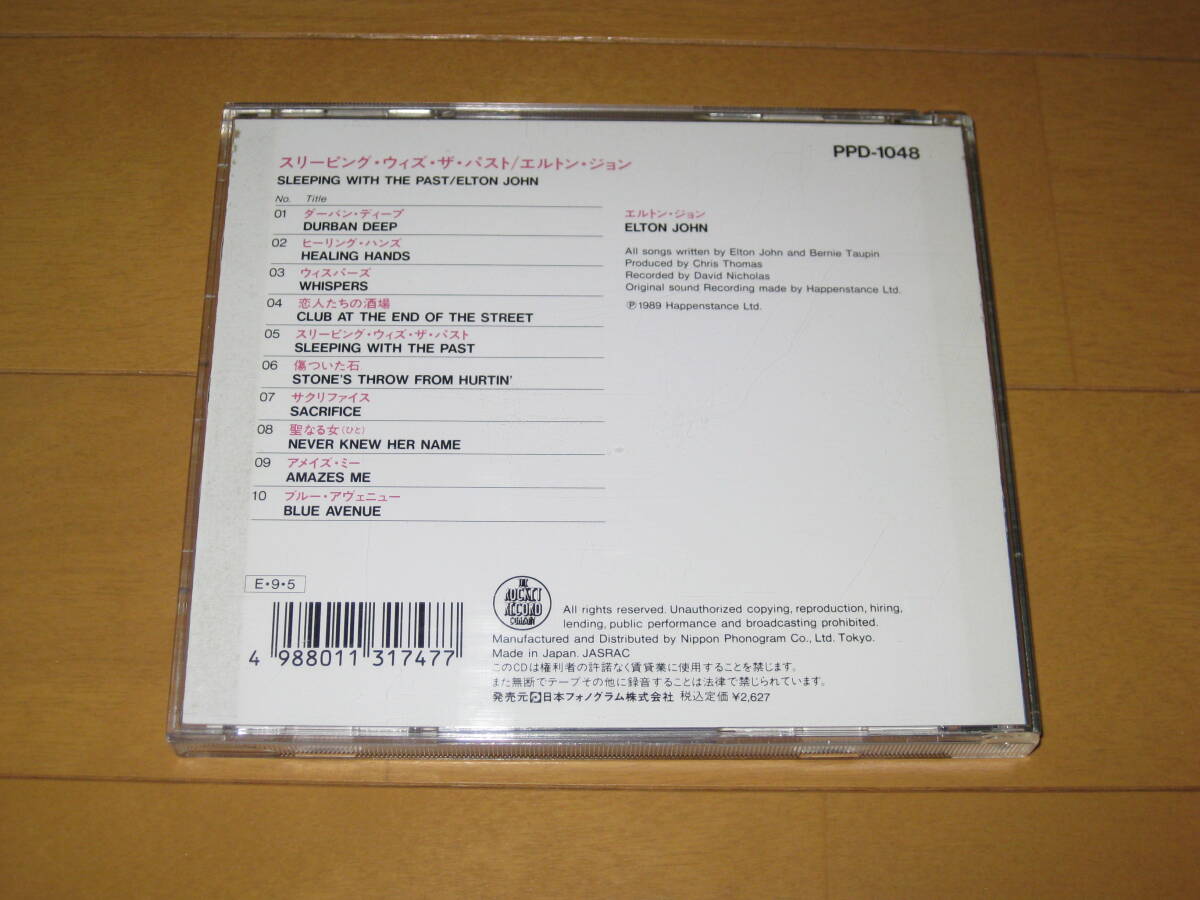 PPD-1048
スリーピング・ウィズ・ザ・パスト/エルトン・ジョン
SLEEPING WITH THE PAST/ELTON JOHN
No. Title
01 ダーバン・ディープ
DURBAN DEEP
02 ヒーリング・ハンズ
HEALING HANDS
03 ウィスパーズ
WHISPERS
04 恋人たちの酒場
CLUB AT THE END OF THE STREET
05 スリーピング・ウィズ・ザ・パスト
SLEEPING WITH THE PAST
06 傷ついた石
STONE'S THROW FROM HURTIN'
07 サクリファイス
SACRIFICE
08 聖なる女(ひと)
NEVER KNEW HER NAME
09 アメイズ・ミー
AMAZES ME
10 ブルー・アヴェニュー
BLUE AVENUE
エルトン・ジョン
ELTON JOHN
All songs written by Elton John and Bernie Taupin
Produced by Chris Thomas
Recorded by David Nicholas
Original sound Recording made by Happenstance Ltd.
Ⓟ1989 Happenstance Ltd.
E・9・5
4 988011 317477
THE
ROCKET
RECORD
COMPANY
All rights reserved. Unauthorized copying, reproduction, hiring,
lending, public performance and broadcasting prohibited.
Manufactured and Distributed by Nippon Phonogram Co., Ltd. Tokyo.
Made in Japan. JASRAC
このCDは権利者の許諾なく賃貸業に使用することを禁じます。
また無断でテープその他に録音することは法律で禁じられています。
発売元 日本フォノグラム株式会社 税込定価 ¥2,627